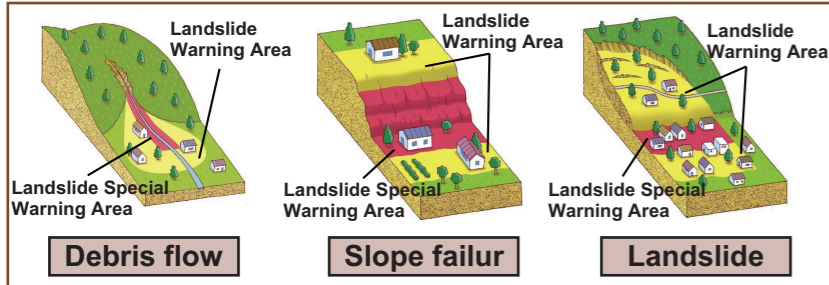 Landslide
Warning Area
Landslide Special
Warning Area
Debris flow
Landslide
Warning Area
Landslide Special
Warning Area
Slope failur
Landslide
Warning Area
Landslide Special
Warning Area
Landslide